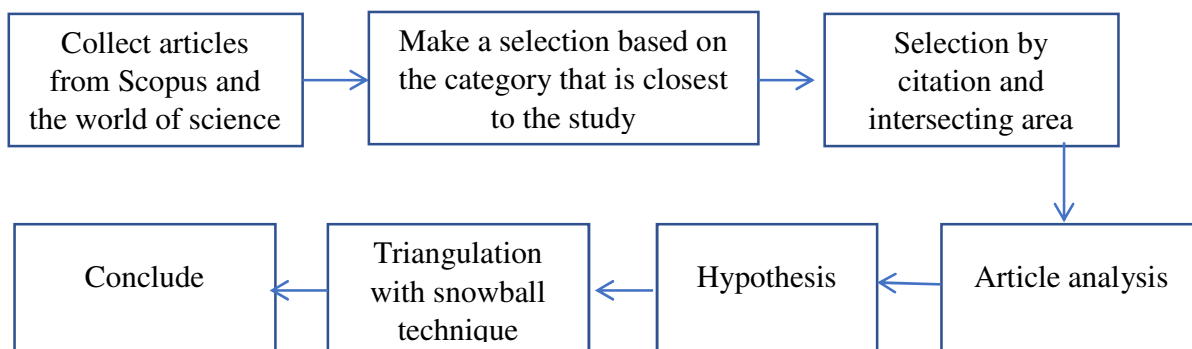 Collect articles
from Scopus and
the world of science
Make a selection based on
the category that is closest
to the study
Selection by
citation and
intersecting area
Article analysis
Hypothesis
Triangulation
with snowball
technique
Conclude